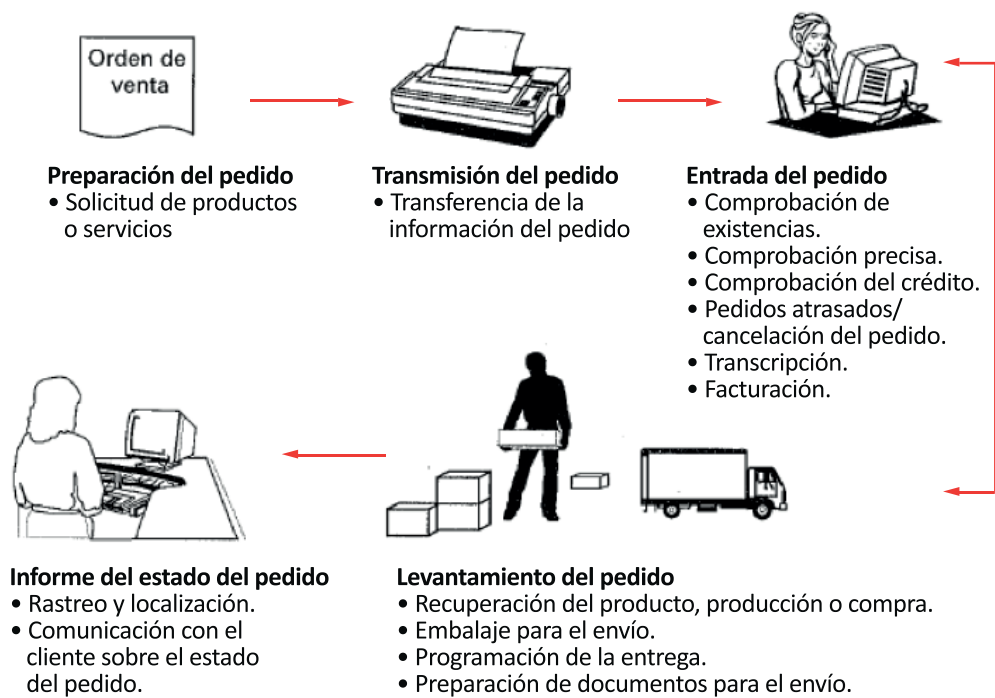 Orden de
venta
Preparación del pedido
• Solicitud de productos
o servicios
Transmisión del pedido
• Transferencia de la
información del pedido
Entrada del pedido
• Comprobación de
existencias.
• Comprobación precisa.
• Comprobación del crédito.
• Pedidos atrasados/
cancelación del pedido.
• Transcripción.
• Facturación.
Informe del estado del pedido
• Rastreo y localización.
• Comunicación con el
cliente sobre el estado
del pedido.
Levantamiento del pedido
• Recuperación del producto, producción o compra.
• Embalaje para el envío.
• Programación de la entrega.
• Preparación de documentos para el envío.